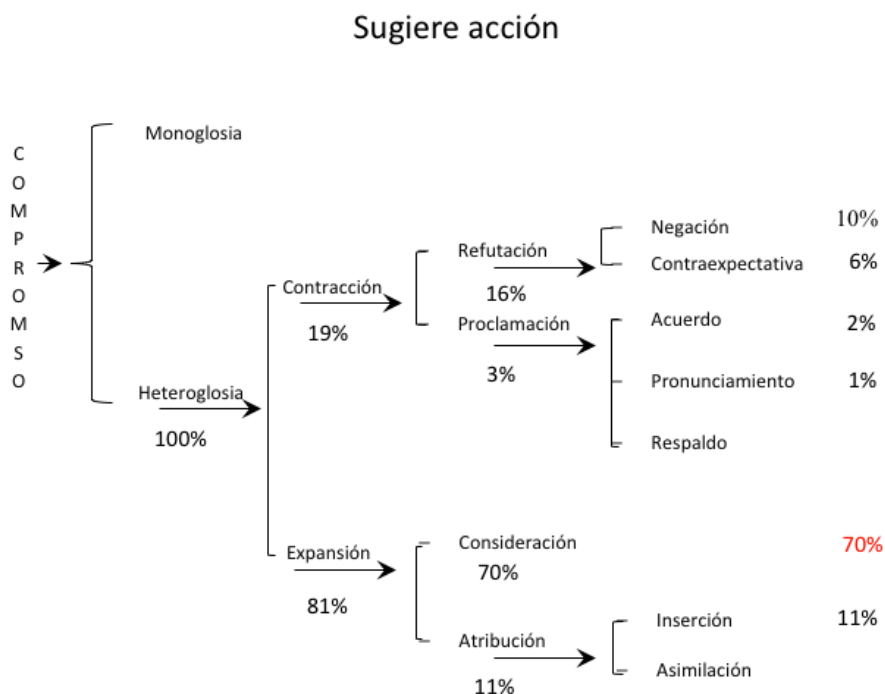 Sugiere acción
COMPROMSO
Monoglosia
Heteroglosia
100%
Contracción
19%
Refutación
16%
Negación 10%
Contraexpectativa 6%
Proclamación
3%
Acuerdo 2%
Pronunciamiento 1%
Respaldo
Expansión
81%
Consideración 70%
70%
Atribución
11%
Inserción 11%
Asimilación